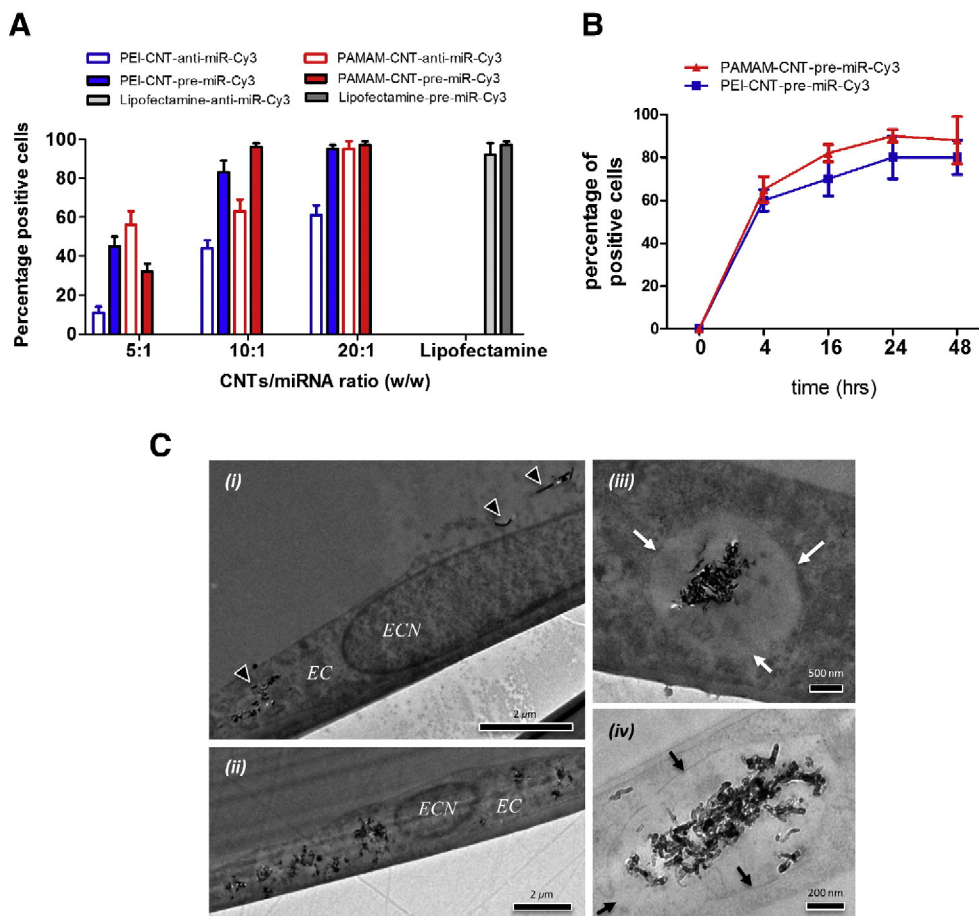 A
PEI-CNT-anti-miR-Cy3 PAMAM-CNT-anti-miR-Cy3
PEI-CNT-pre-miR-Cy3 PAMAM-CNT-pre-miR-Cy3
Lipofectamine-anti-miR-Cy3 Lipofectamine-pre-miR-Cy3
Percentage positive cells
100
80
60
40
20
0
5:1 10:1 20:1 Lipofectamine
CNTs/miRNA ratio (w/w)
B
PAMAM-CNT-pre-miR-Cy3
PEI-CNT-pre-miR-Cy3
percentage of
positive cells
100
80
60
40
20
0
0 4 16 24 48
time (hrs)
C
(i)
ECN
EC
2 µm
(ii)
ECN
EC
2 µm
(iii)
500 nm
(iv)
200 nm